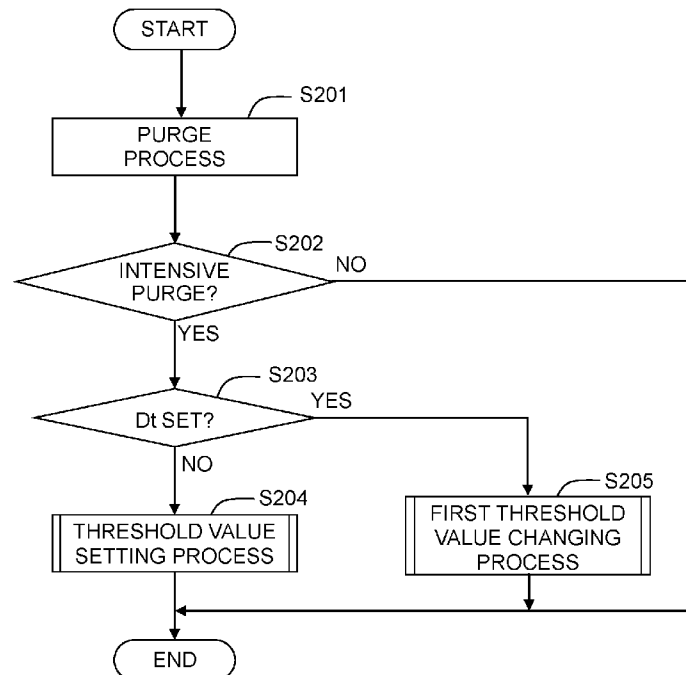 START
S201
PURGE
PROCESS
S202
INTENSIVE
PURGE?
NO
YES
S203
Dt SET?
YES
NO
S204
THRESHOLD VALUE
SETTING PROCESS
S205
FIRST THRESHOLD
VALUE CHANGING
PROCESS
END